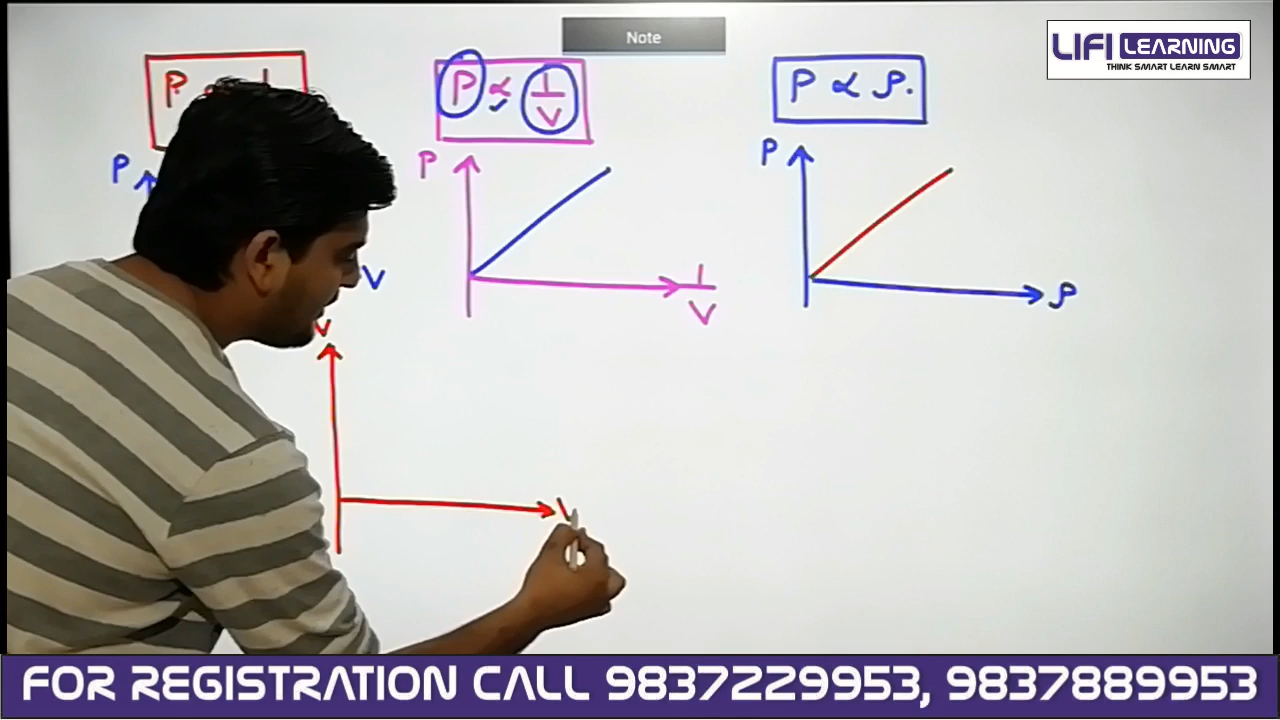 Note
LIFI LEARNING
THINK SMART LEARN SMART
P
P ∝ 1/V
P ∝ ρ.
P
V
P
1/V
P
ρ
V
FOR REGISTRATION CALL 9837229953, 9837889953